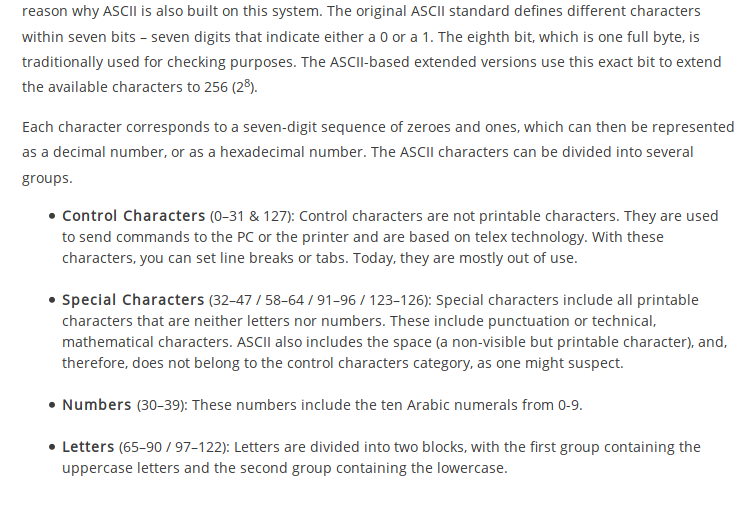 reason why ASCII is also built on this system. The original ASCII standard defines different characters
within seven bits – seven digits that indicate either a 0 or a 1. The eighth bit, which is one full byte, is
traditionally used for checking purposes. The ASCII-based extended versions use this exact bit to extend
the available characters to 256 (2⁸).
Each character corresponds to a seven-digit sequence of zeroes and ones, which can then be represented
as a decimal number, or as a hexadecimal number. The ASCII characters can be divided into several
groups.
• Control Characters (0–31 & 127): Control characters are not printable characters. They are used
to send commands to the PC or the printer and are based on telex technology. With these
characters, you can set line breaks or tabs. Today, they are mostly out of use.
• Special Characters (32–47 / 58–64 / 91–96 / 123–126): Special characters include all printable
characters that are neither letters nor numbers. These include punctuation or technical,
mathematical characters. ASCII also includes the space (a non-visible but printable character), and,
therefore, does not belong to the control characters category, as one might suspect.
• Numbers (30–39): These numbers include the ten Arabic numerals from 0-9.
• Letters (65–90 / 97–122): Letters are divided into two blocks, with the first group containing the
uppercase letters and the second group containing the lowercase.